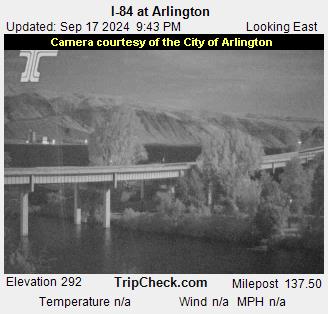 I-84 at Arlington
Updated: Sep 17 2024 9:43 PM Looking East
Camera courtesy of the City of Arlington
Elevation 292 TripCheck.com Milepost 137.50
Temperature n/a Wind n/a MPH n/a